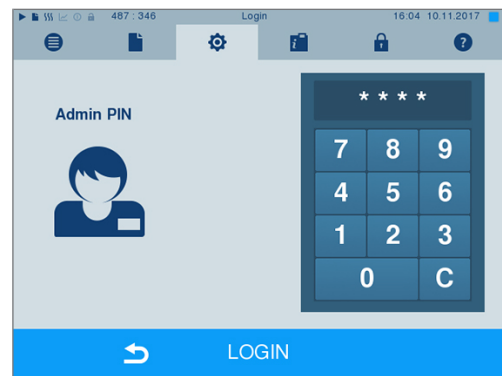 487 : 346 Login 16:04 10.11.2017
i ?
Admin PIN
* * * *
7 8 9
4 5 6
1 2 3
0 C
LOGIN